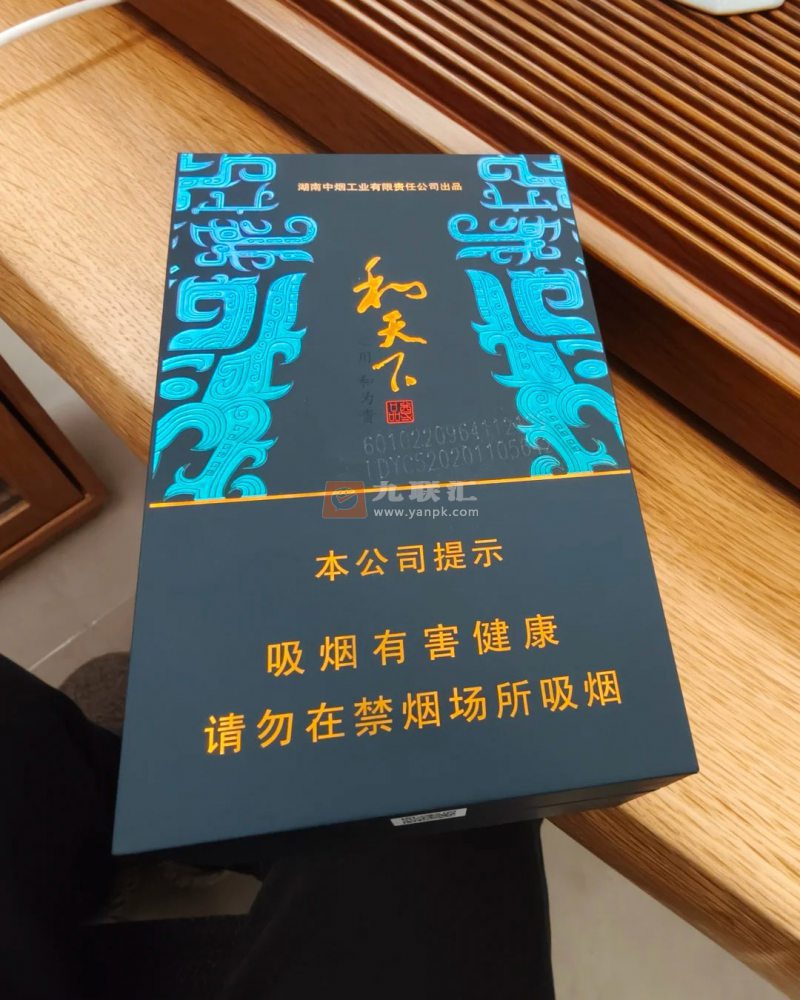 湖南中烟工业有限责任公司出品
和天下
和为贵
九联汇
www.yanpk.com
本公司提示
吸烟有害健康
请勿在禁烟场所吸烟